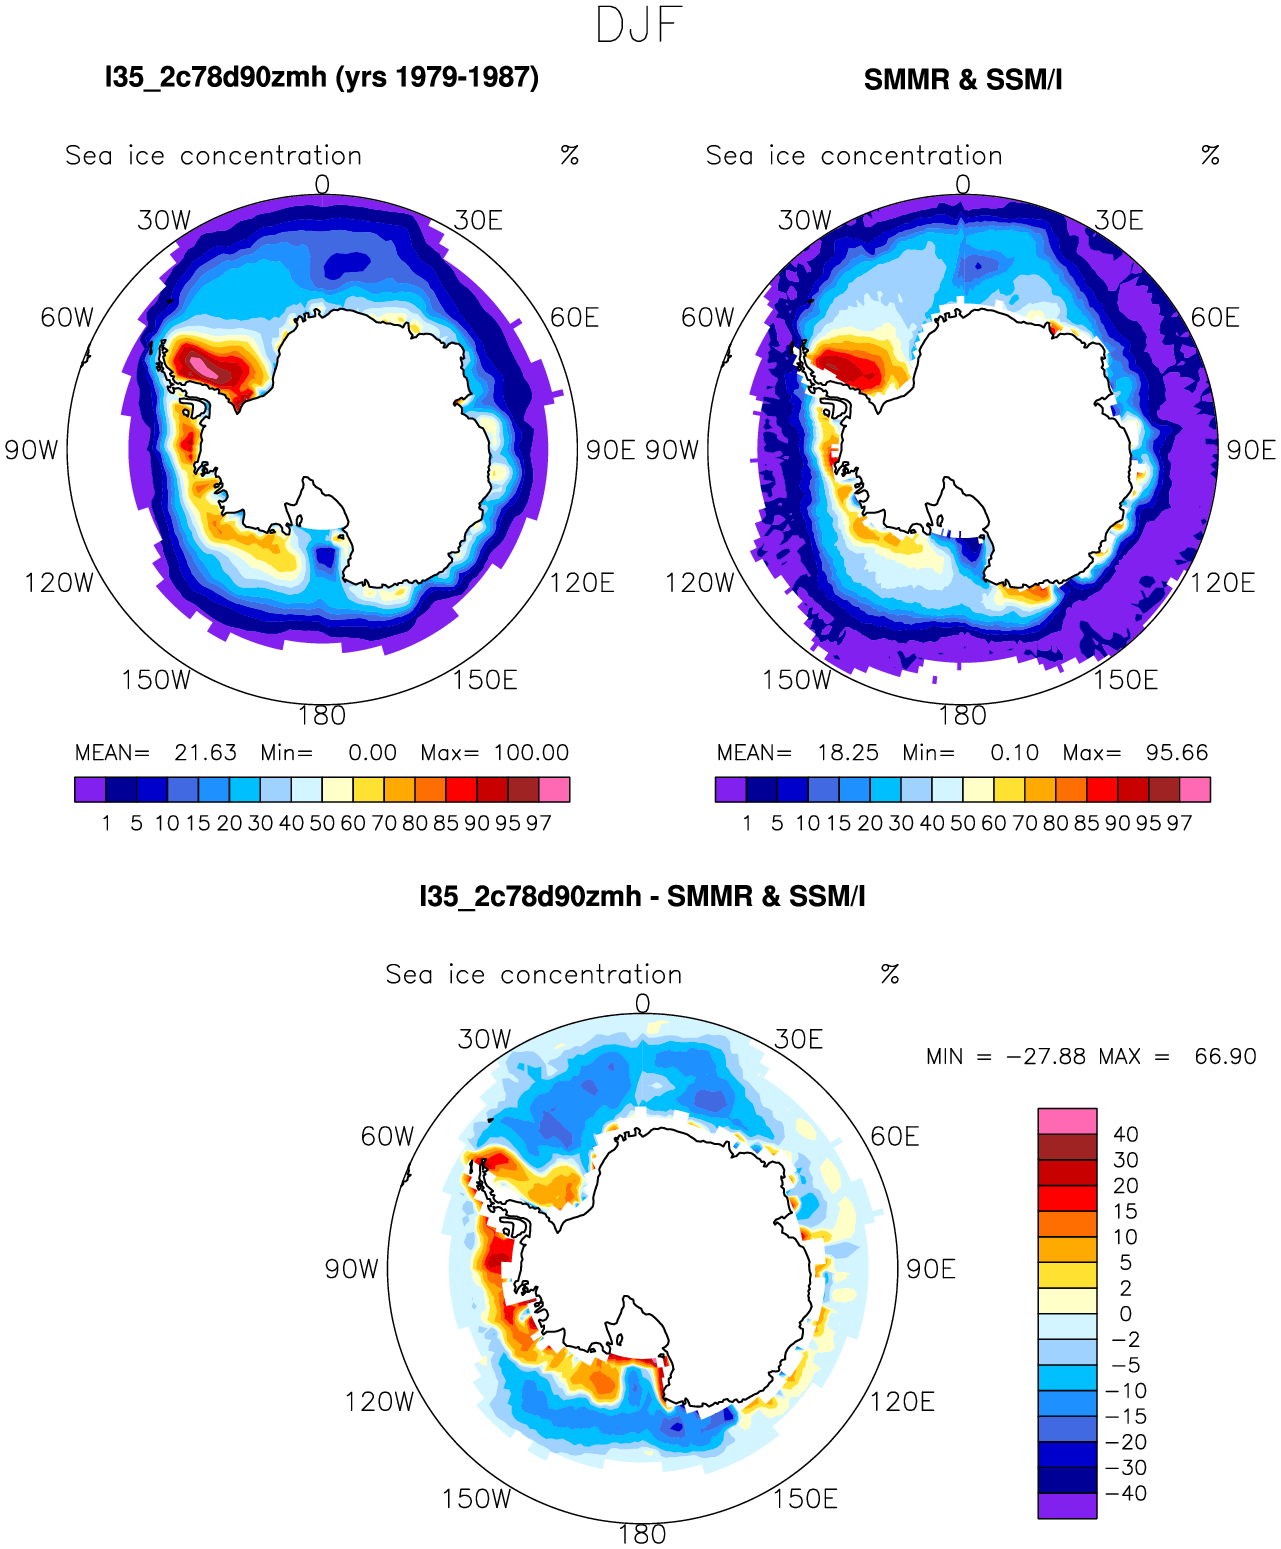 DJF
I35_2c78d90zmh (yrs 1979-1987)
Sea ice concentration %
0
30W 30E
60W 60E
90W 90E
120W 120E
150W 150E
180
MEAN= 21.63 Min= 0.00 Max= 100.00
1 5 10 15 20 30 40 50 60 70 80 85 90 95 97
SMMR & SSM/I
Sea ice concentration %
0
30W 30E
60W 60E
90W 90E
120W 120E
150W 150E
180
MEAN= 18.25 Min= 0.10 Max= 95.66
1 5 10 15 20 30 40 50 60 70 80 85 90 95 97
I35_2c78d90zmh - SMMR & SSM/I
Sea ice concentration %
0
30W 30E
60W 60E
90W 90E
120W 120E
150W 150E
180
MIN = −27.88 MAX = 66.90
40
30
20
15
10
5
2
0
−2
−5
−10
−15
−20
−30
−40